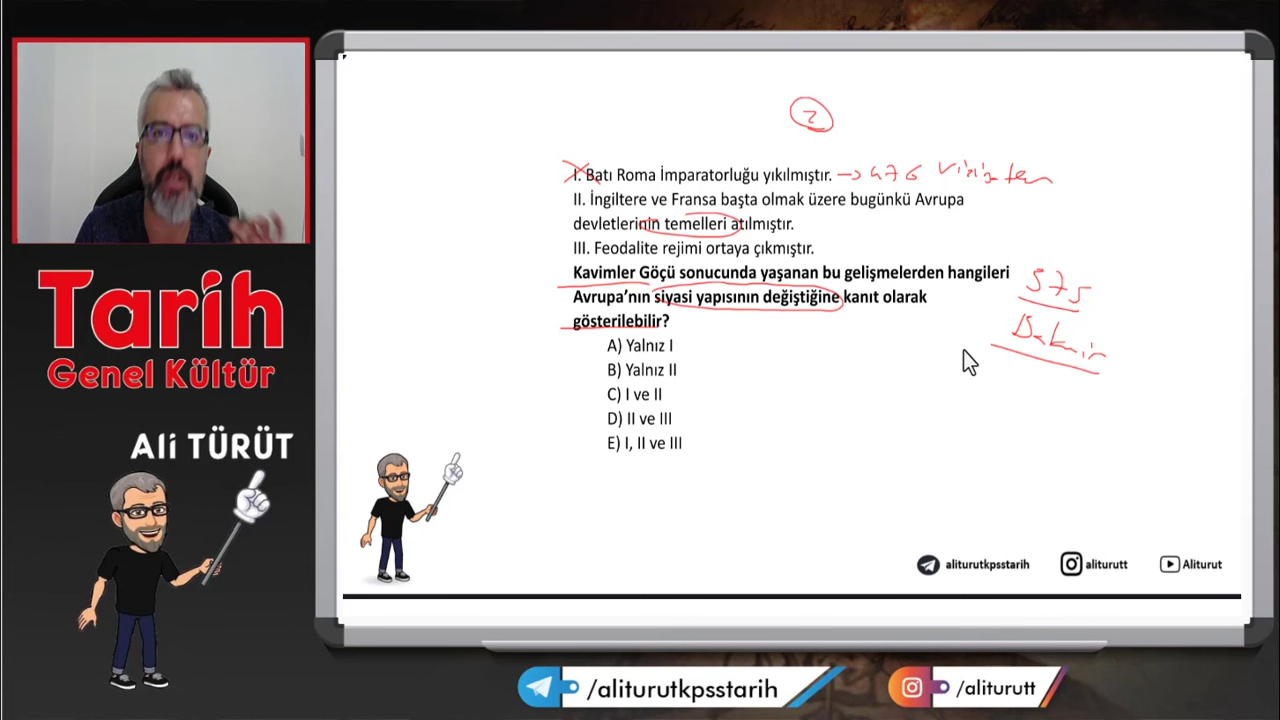 2
I. Batı Roma İmparatorluğu yıkılmıştır. → 476
II. İngiltere ve Fransa başta olmak üzere bugünkü Avrupa
devletlerinin temelleri atılmıştır.
III. Feodalite rejimi ortaya çıkmıştır.
Kavimler Göçü sonucunda yaşanan bu gelişmelerden hangileri
Avrupa’nın siyasi yapısının değiştiğine kanıt olarak
gösterilebilir?
375
A) Yalnız I
B) Yalnız II
C) I ve II
D) II ve III
E) I, II ve III
Tarih
Genel Kültür
Ali TÜRÜT
aliturutkpsstarih
aliturutt
Aliturut
/aliturutkpsstarih
/aliturutt